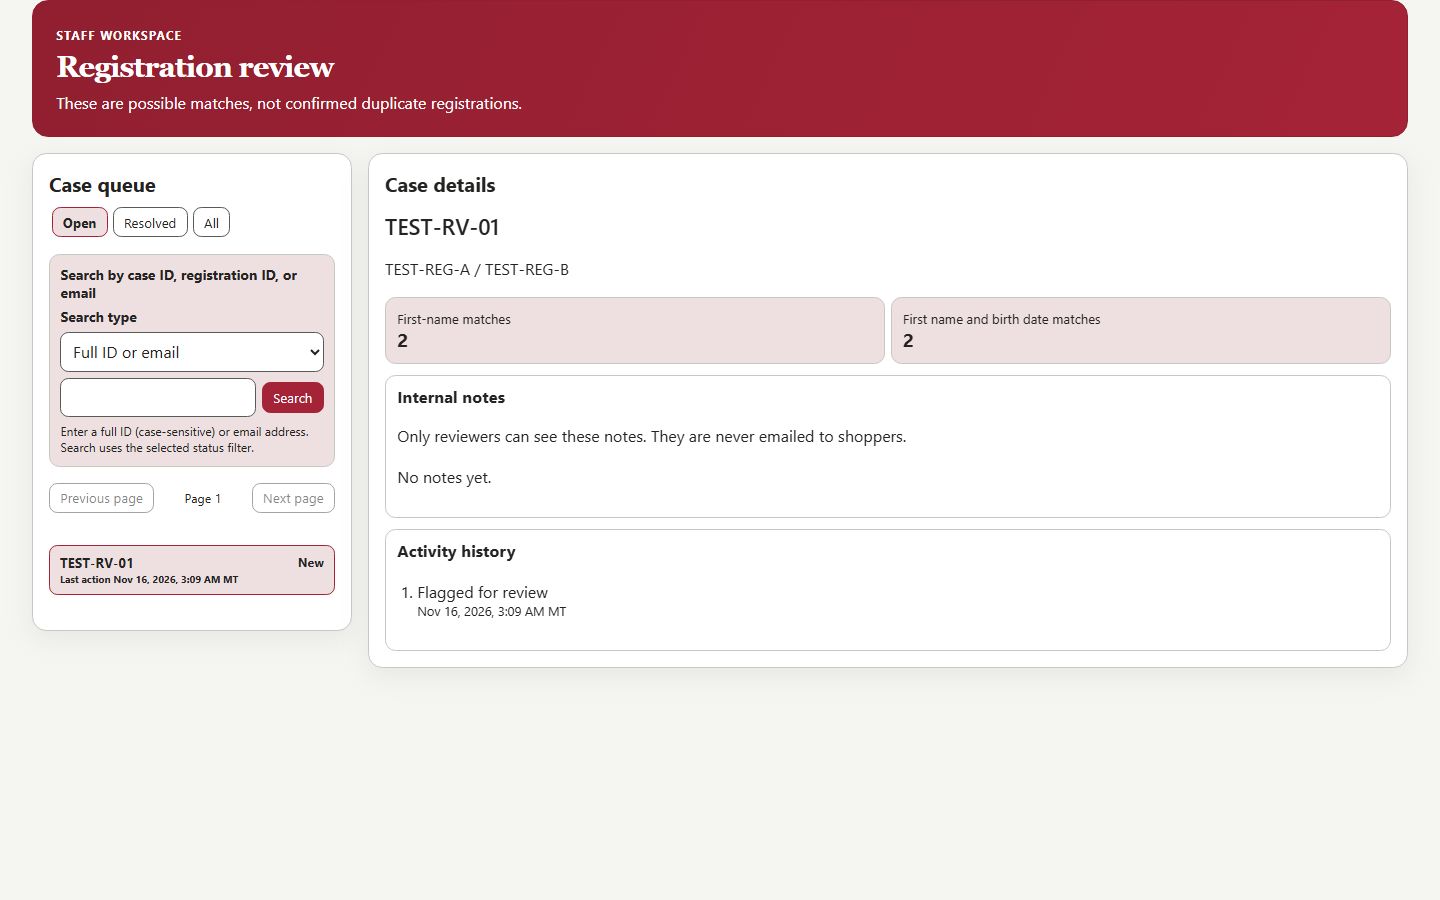 STAFF WORKSPACE
Registration review
These are possible matches, not confirmed duplicate registrations.
Case queue
Open
Resolved
All
Search by case ID, registration ID, or
email
Search type
Full ID or email
Search
Enter a full ID (case-sensitive) or email address.
Search uses the selected status filter.
Previous page
Page 1
Next page
TEST-RV-01
New
Last action Nov 16, 2026, 3:09 AM MT
Case details
TEST-RV-01
TEST-REG-A / TEST-REG-B
First-name matches
2
First name and birth date matches
2
Internal notes
Only reviewers can see these notes. They are never emailed to shoppers.
No notes yet.
Activity history
1. Flagged for review
Nov 16, 2026, 3:09 AM MT